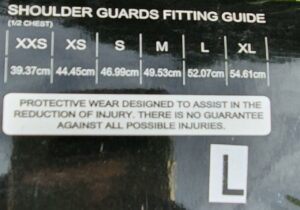 SHOULDER GUARDS FITTING GUIDE
(1/2 CHEST)
XXS XS S M L XL
39.37cm 44.45cm 46.99cm 49.53cm 52.07cm 54.61cm
PROTECTIVE WEAR DESIGNED TO ASSIST IN THE
REDUCTION OF INJURY. THERE IS NO GUARANTEE
AGAINST ALL POSSIBLE INJURIES.
L